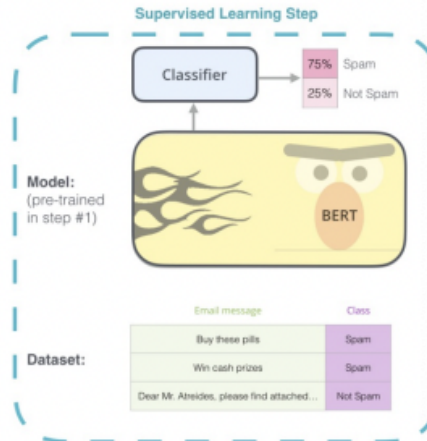 Supervised Learning Step
Classifier
75% Spam
25% Not Spam
Model:
(pre-trained
in step #1)
BERT
Email message Class
Dataset:
Buy these pills Spam
Win cash prizes Spam
Dear Mr. Atreides, please find attached... Not Spam